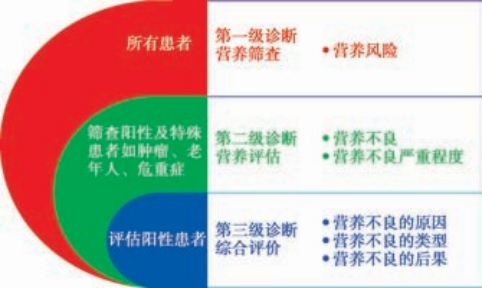 所有患者
第一级诊断
营养筛查
•营养风险
筛查阳性及特殊
患者如肿瘤、老
年人、危重症
第二级诊断
营养评估
•营养不良
•营养不良严重程度
评估阳性患者
第三级诊断
综合评价
•营养不良的原因
•营养不良的类型
•营养不良的后果